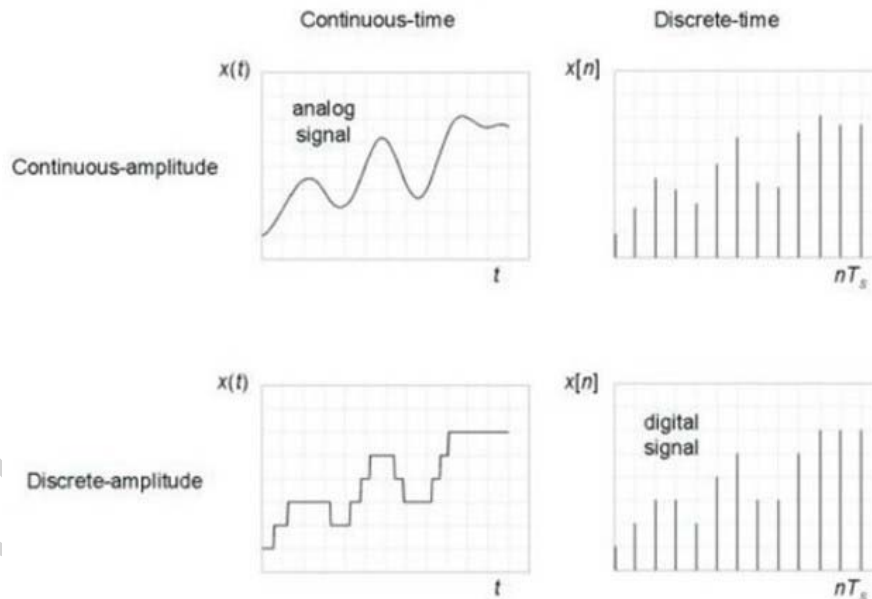 Continuous-time
Discrete-time
x(t)
x[n]
analog
signal
Continuous-amplitude
t
nTs
x(t)
x[n]
digital
signal
Discrete-amplitude
t
nTs